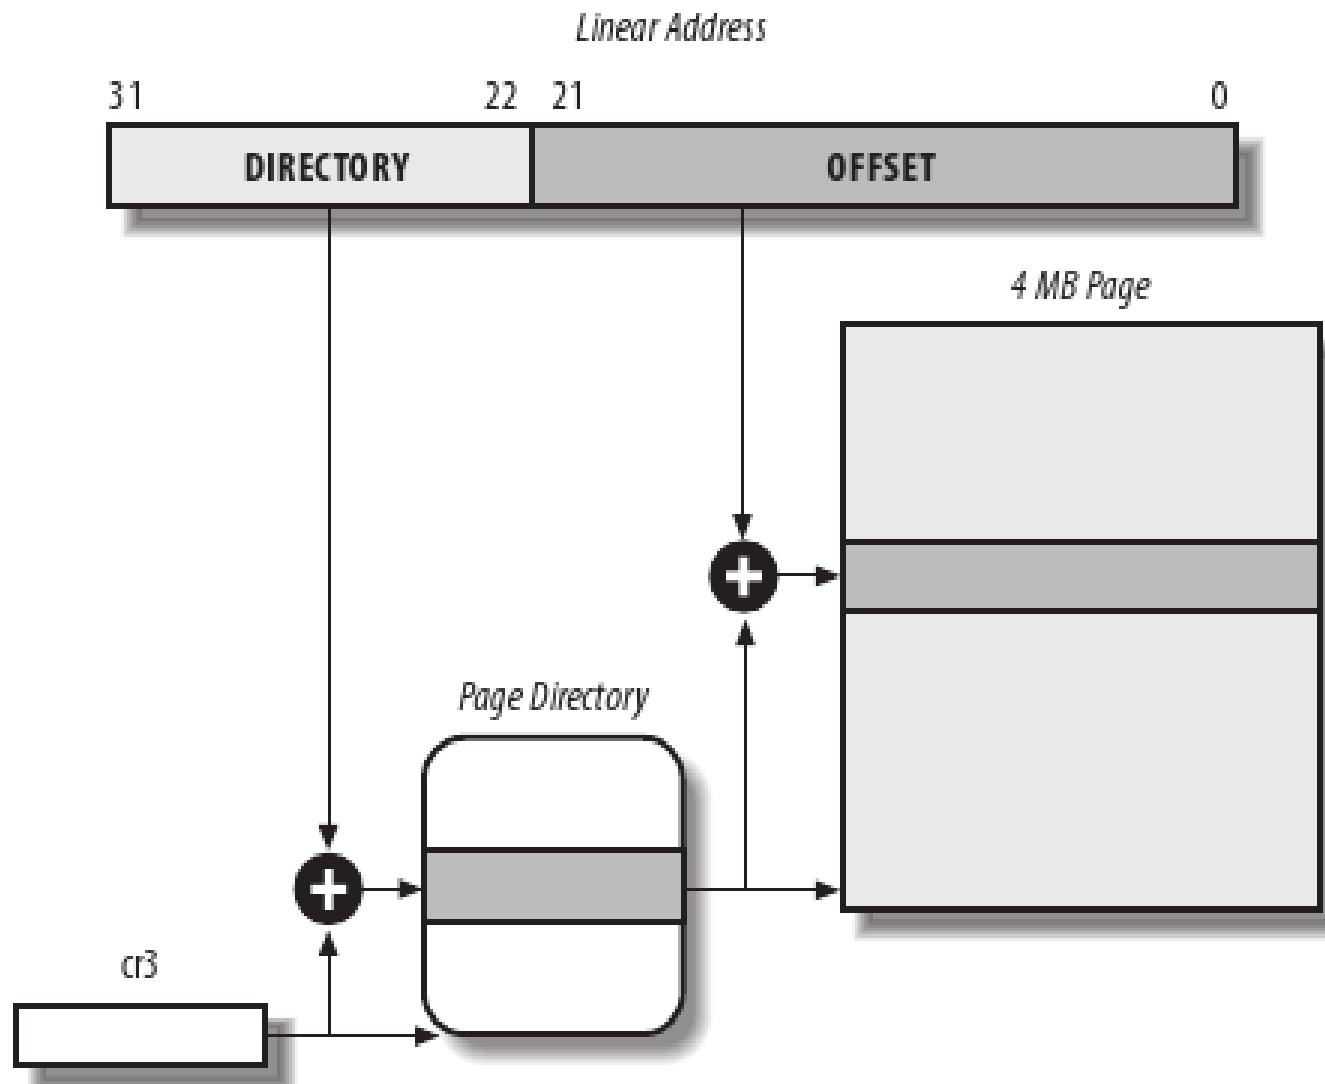 Linear Address
31 22 21 0
DIRECTORY OFFSET
4 MB Page
Page Directory
cr3